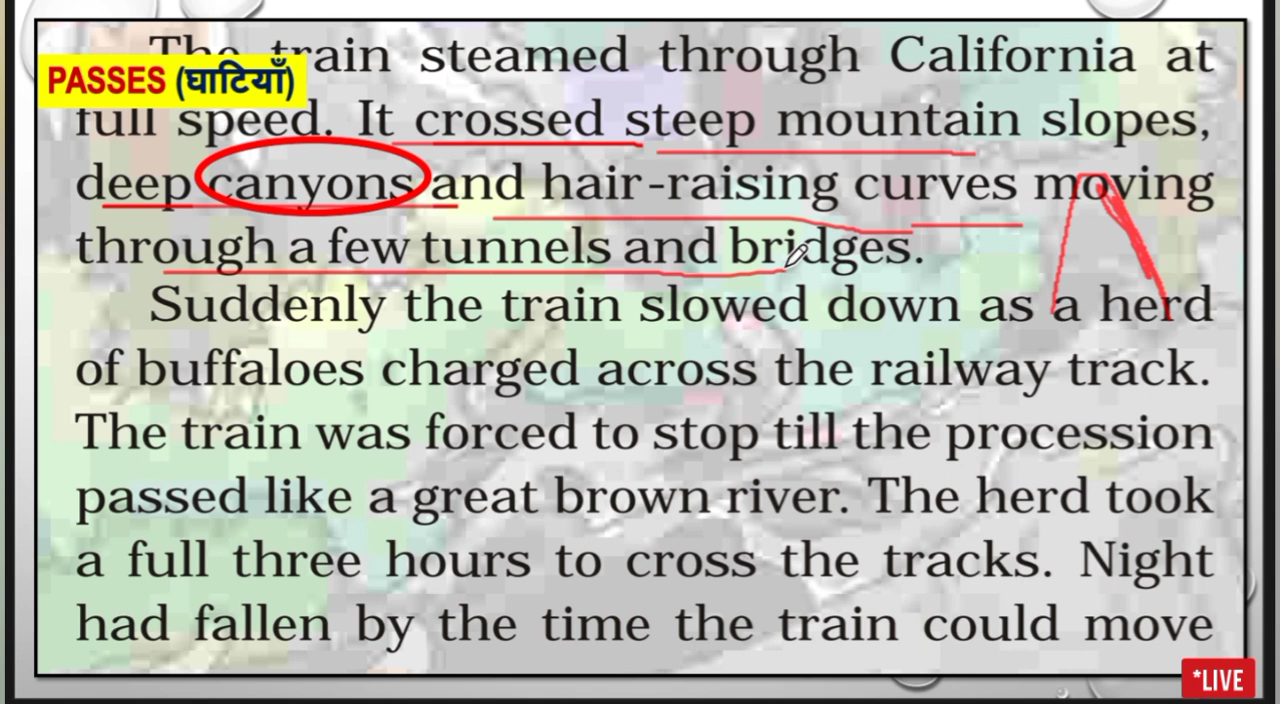 The train steamed through California at
PASSES (घाटियाँ)
full speed. It crossed steep mountain slopes,
deep canyons and hair-raising curves moving
through a few tunnels and bridges.
Suddenly the train slowed down as a herd
of buffaloes charged across the railway track.
The train was forced to stop till the procession
passed like a great brown river. The herd took
a full three hours to cross the tracks. Night
had fallen by the time the train could move
*LIVE